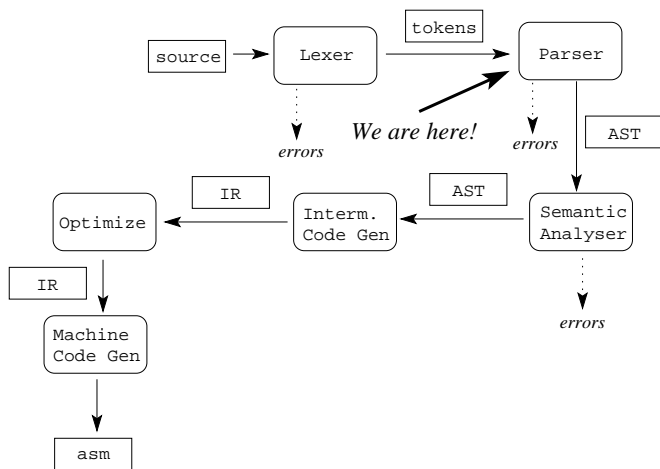 source
Lexer
tokens
Parser
We are here!
errors
errors
AST
Semantic
Analyser
errors
AST
Interm.
Code Gen
IR
Optimize
IR
Machine
Code Gen
asm